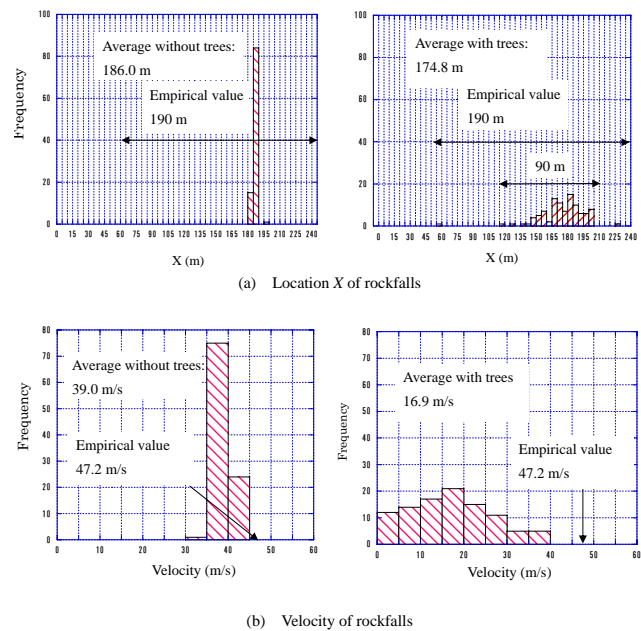 100
80
60
40
20
0
Frequency
Average without trees:
186.0 m
Empirical value
190 m
0 15 30 45 60 75 90 105 120 135 150 165 180 195 210 225 240
X (m)
100
80
60
40
20
0
Average with trees:
174.8 m
Empirical value
190 m
90 m
0 15 30 45 60 75 90 105 120 135 150 165 180 195 210 225 240
X (m)
(a) Location X of rockfalls
80
70
60
50
40
30
20
10
0
Frequency
Average without trees:
39.0 m/s
Empirical value
47.2 m/s
0 10 20 30 40 50 60
Velocity (m/s)
80
70
60
50
40
30
20
10
0
Frequency
Average with trees
16.9 m/s
Empirical value
47.2 m/s
0 10 20 30 40 50 60
Velocity (m/s)
(b) Velocity of rockfalls